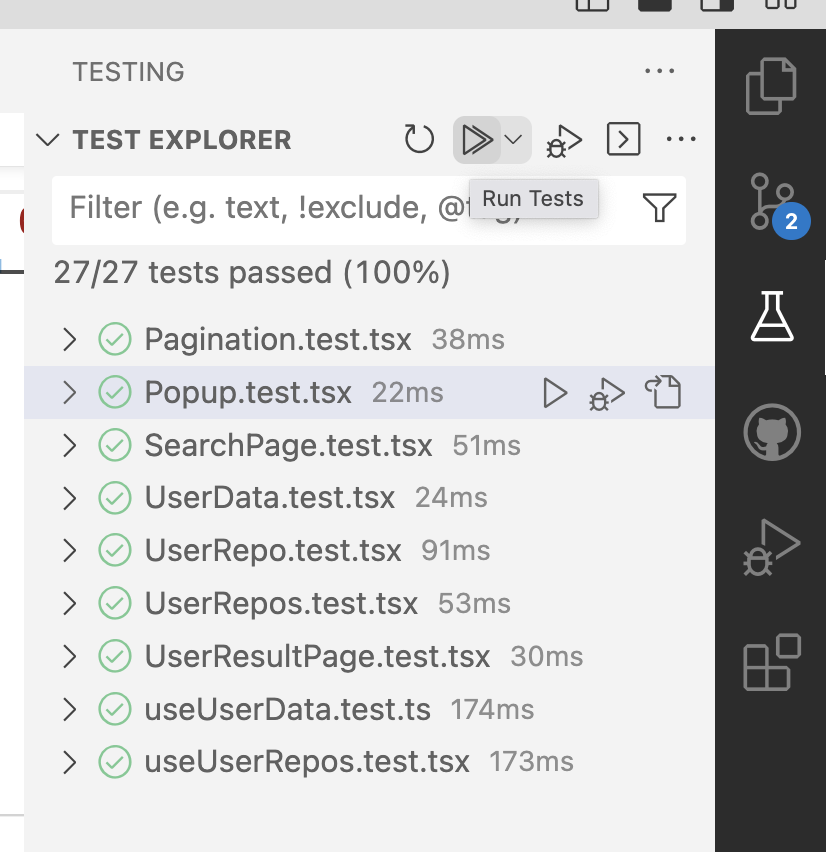 TESTING
TEST EXPLORER
Filter (e.g. text, !exclude,
Run Tests
27/27 tests passed (100%)
Pagination.test.tsx 38ms
Popup.test.tsx 22ms
SearchPage.test.tsx 51ms
UserData.test.tsx 24ms
UserRepo.test.tsx 91ms
UserRepos.test.tsx 53ms
UserResultPage.test.tsx 30ms
useUserData.test.ts 174ms
useUserRepos.test.tsx 173ms
2